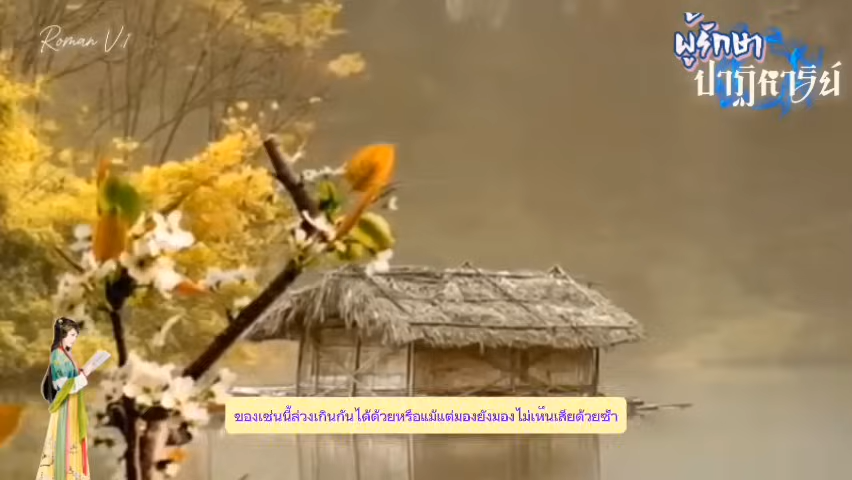 Roman V.1
ผู้รักษา
ปาฏิหาริย์
ของเช่นนี้ล่วงเกินกันได้ด้วยหรือแม้แต่มองยังมองไม่เห็นเสียด้วยซ้ำ